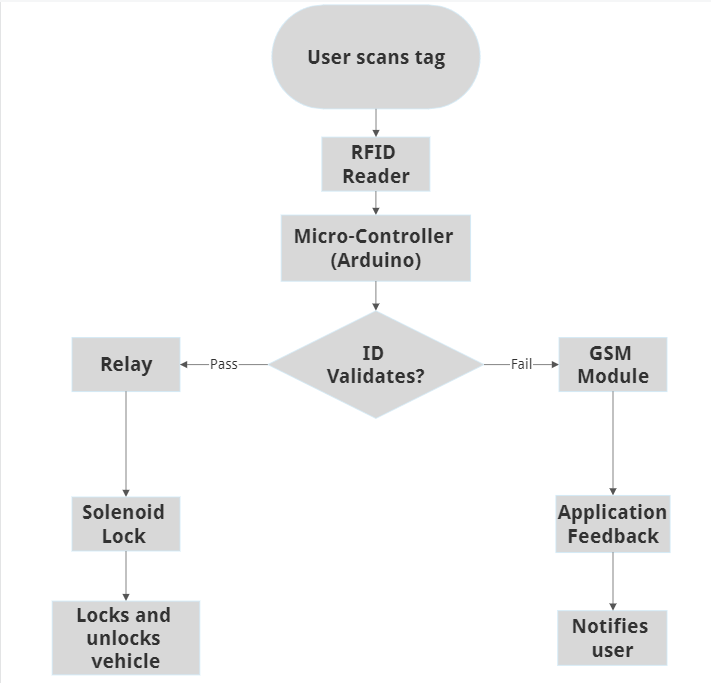 User scans tag
RFID
Reader
Micro-Controller
(Arduino)
ID
Validates?
Pass
Fail
Relay
GSM
Module
Solenoid
Lock
Application
Feedback
Locks and
unlocks
vehicle
Notifies
user